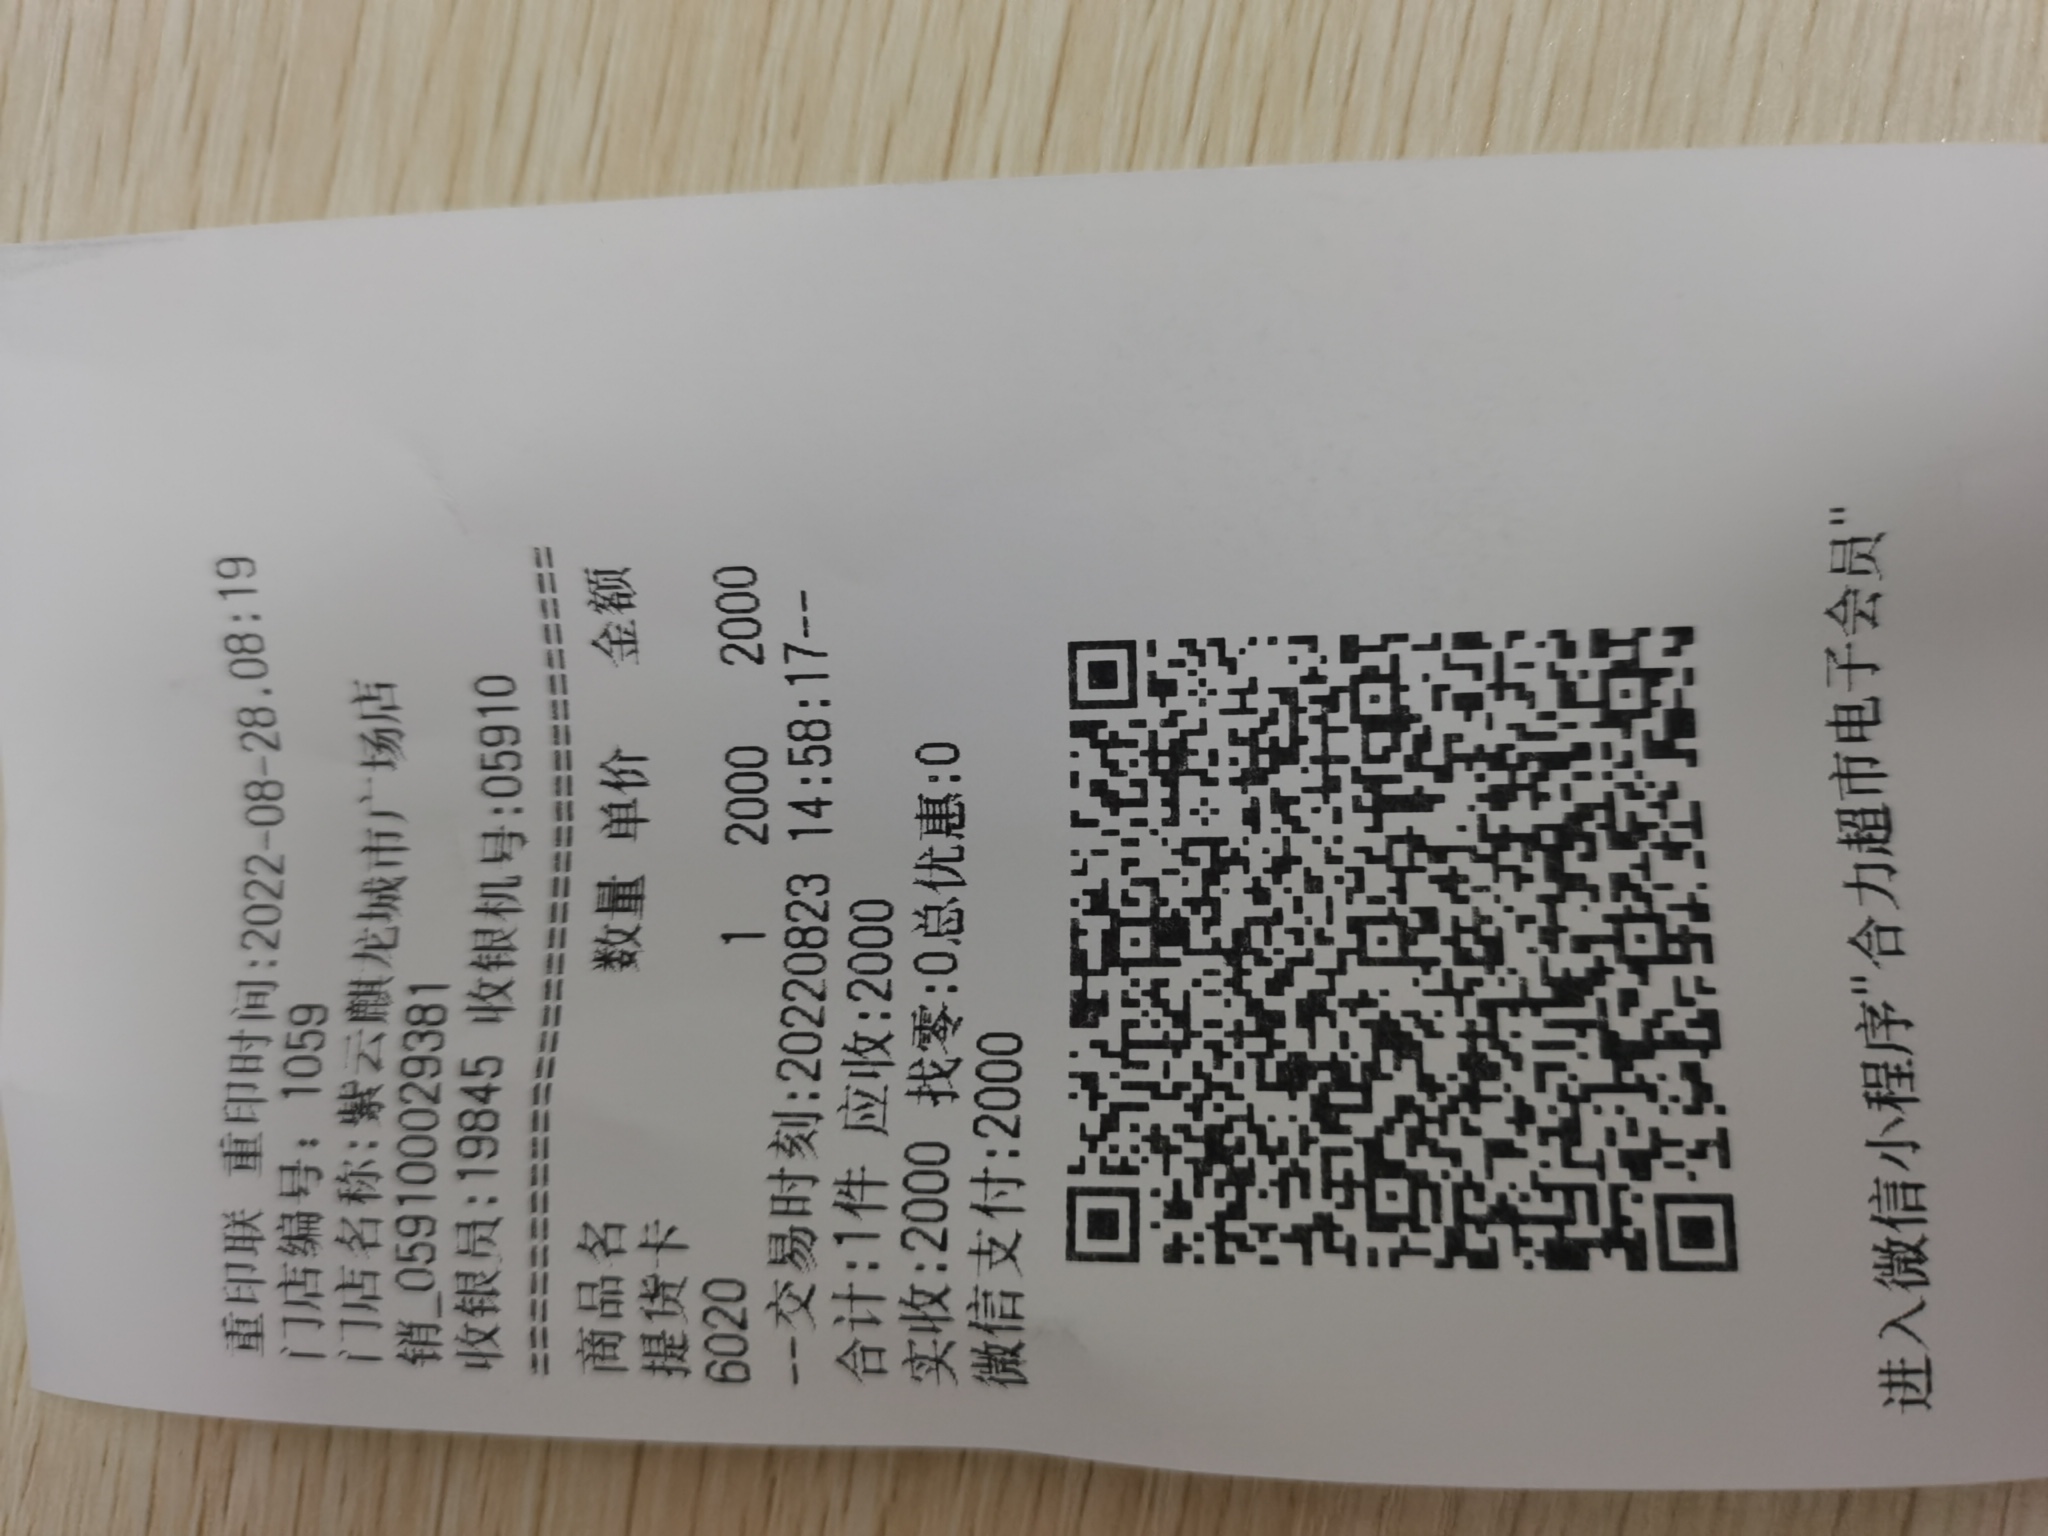 重印联 重印时间:2022-08-28.08:19
门店编号: 1059
门店名称:紫云麒龙城市广场店
销_0591000029381
收银员:19845 收银机号:05910
================================
商品名 数量 单价 金额
提货卡
6020 1 2000 2000
--交易时刻:20220823 14:58:17--
合计:1件 应收:2000
实收:2000 找零:0总优惠:0
微信支付:2000
进入微信小程序"合力超市电子会员"